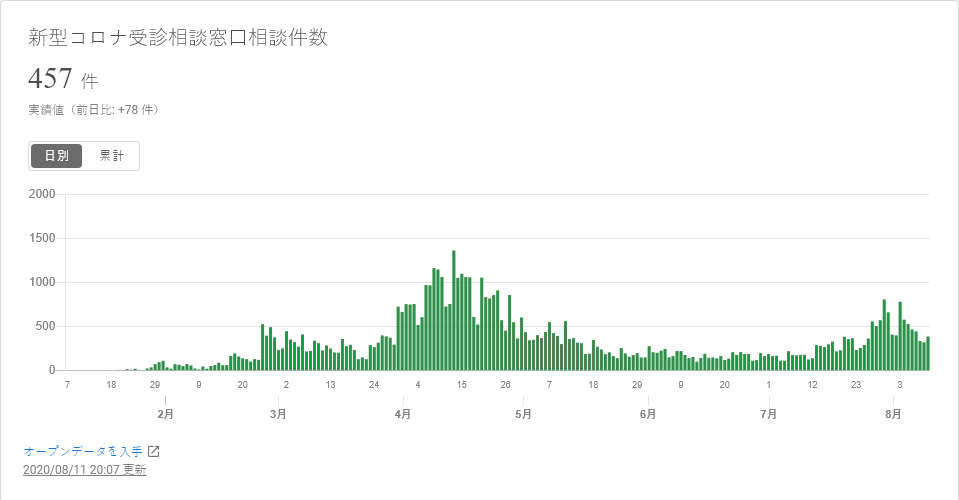 新型コロナ受診相談窓口相談件数
457 件
実績値（前日比: +78 件）
日別 累計
2000
1500
1000
500
0
7 18 29 9 20 2 13 24 4 15 26 7 18 29 9 20 1 12 23 3
2月 3月 4月 5月 6月 7月 8月
オープンデータを入手
2020/08/11 20:07 更新